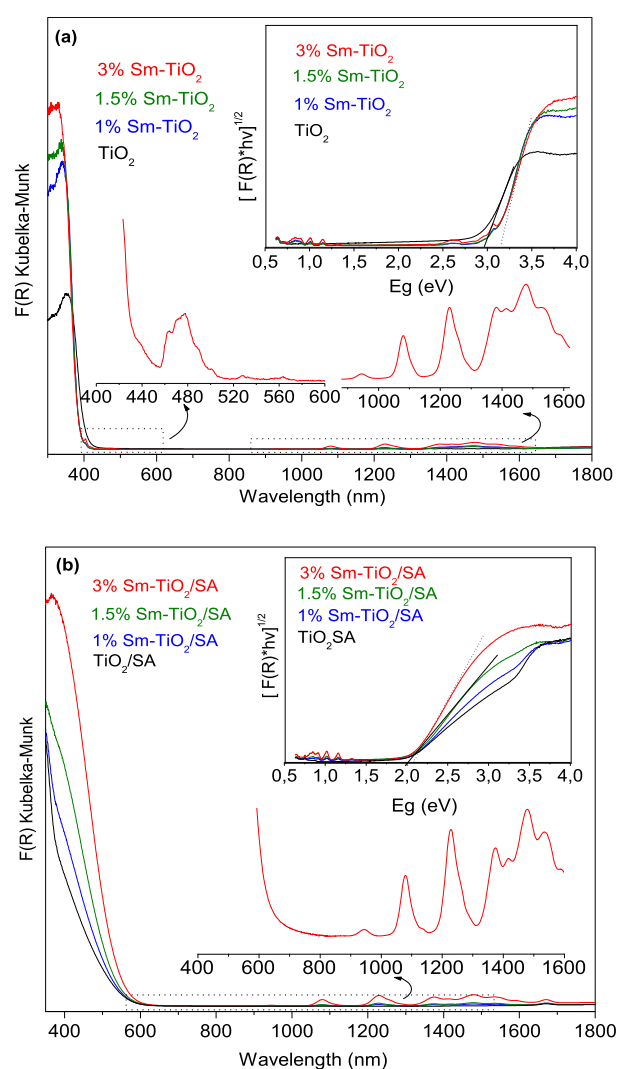 (a)
3% Sm-TiO2
1.5% Sm-TiO2
1% Sm-TiO2
TiO2
F(R) Kubelka-Munk
3% Sm-TiO2
1.5% Sm-TiO2
1% Sm-TiO2
TiO2
[ F(R)*hv]1/2
0,5 1,0 1,5 2,0 2,5 3,0 3,5 4,0
Eg (eV)
400 440 480 520 560 600
1000 1200 1400 1600
400 600 800 1000 1200 1400 1600 1800
Wavelength (nm)
(b)
3% Sm-TiO2/SA
1.5% Sm-TiO2/SA
1% Sm-TiO2/SA
TiO2/SA
F(R) Kubelka-Munk
3% Sm-TiO2/SA
1.5% Sm-TiO2/SA
1% Sm-TiO2/SA
TiO2SA
[ F(R)*hv]1/2
0,5 1,0 1,5 2,0 2,5 3,0 3,5 4,0
Eg (eV)
400 600 800 1000 1200 1400 1600
400 600 800 1000 1200 1400 1600 1800
Wavelength (nm)